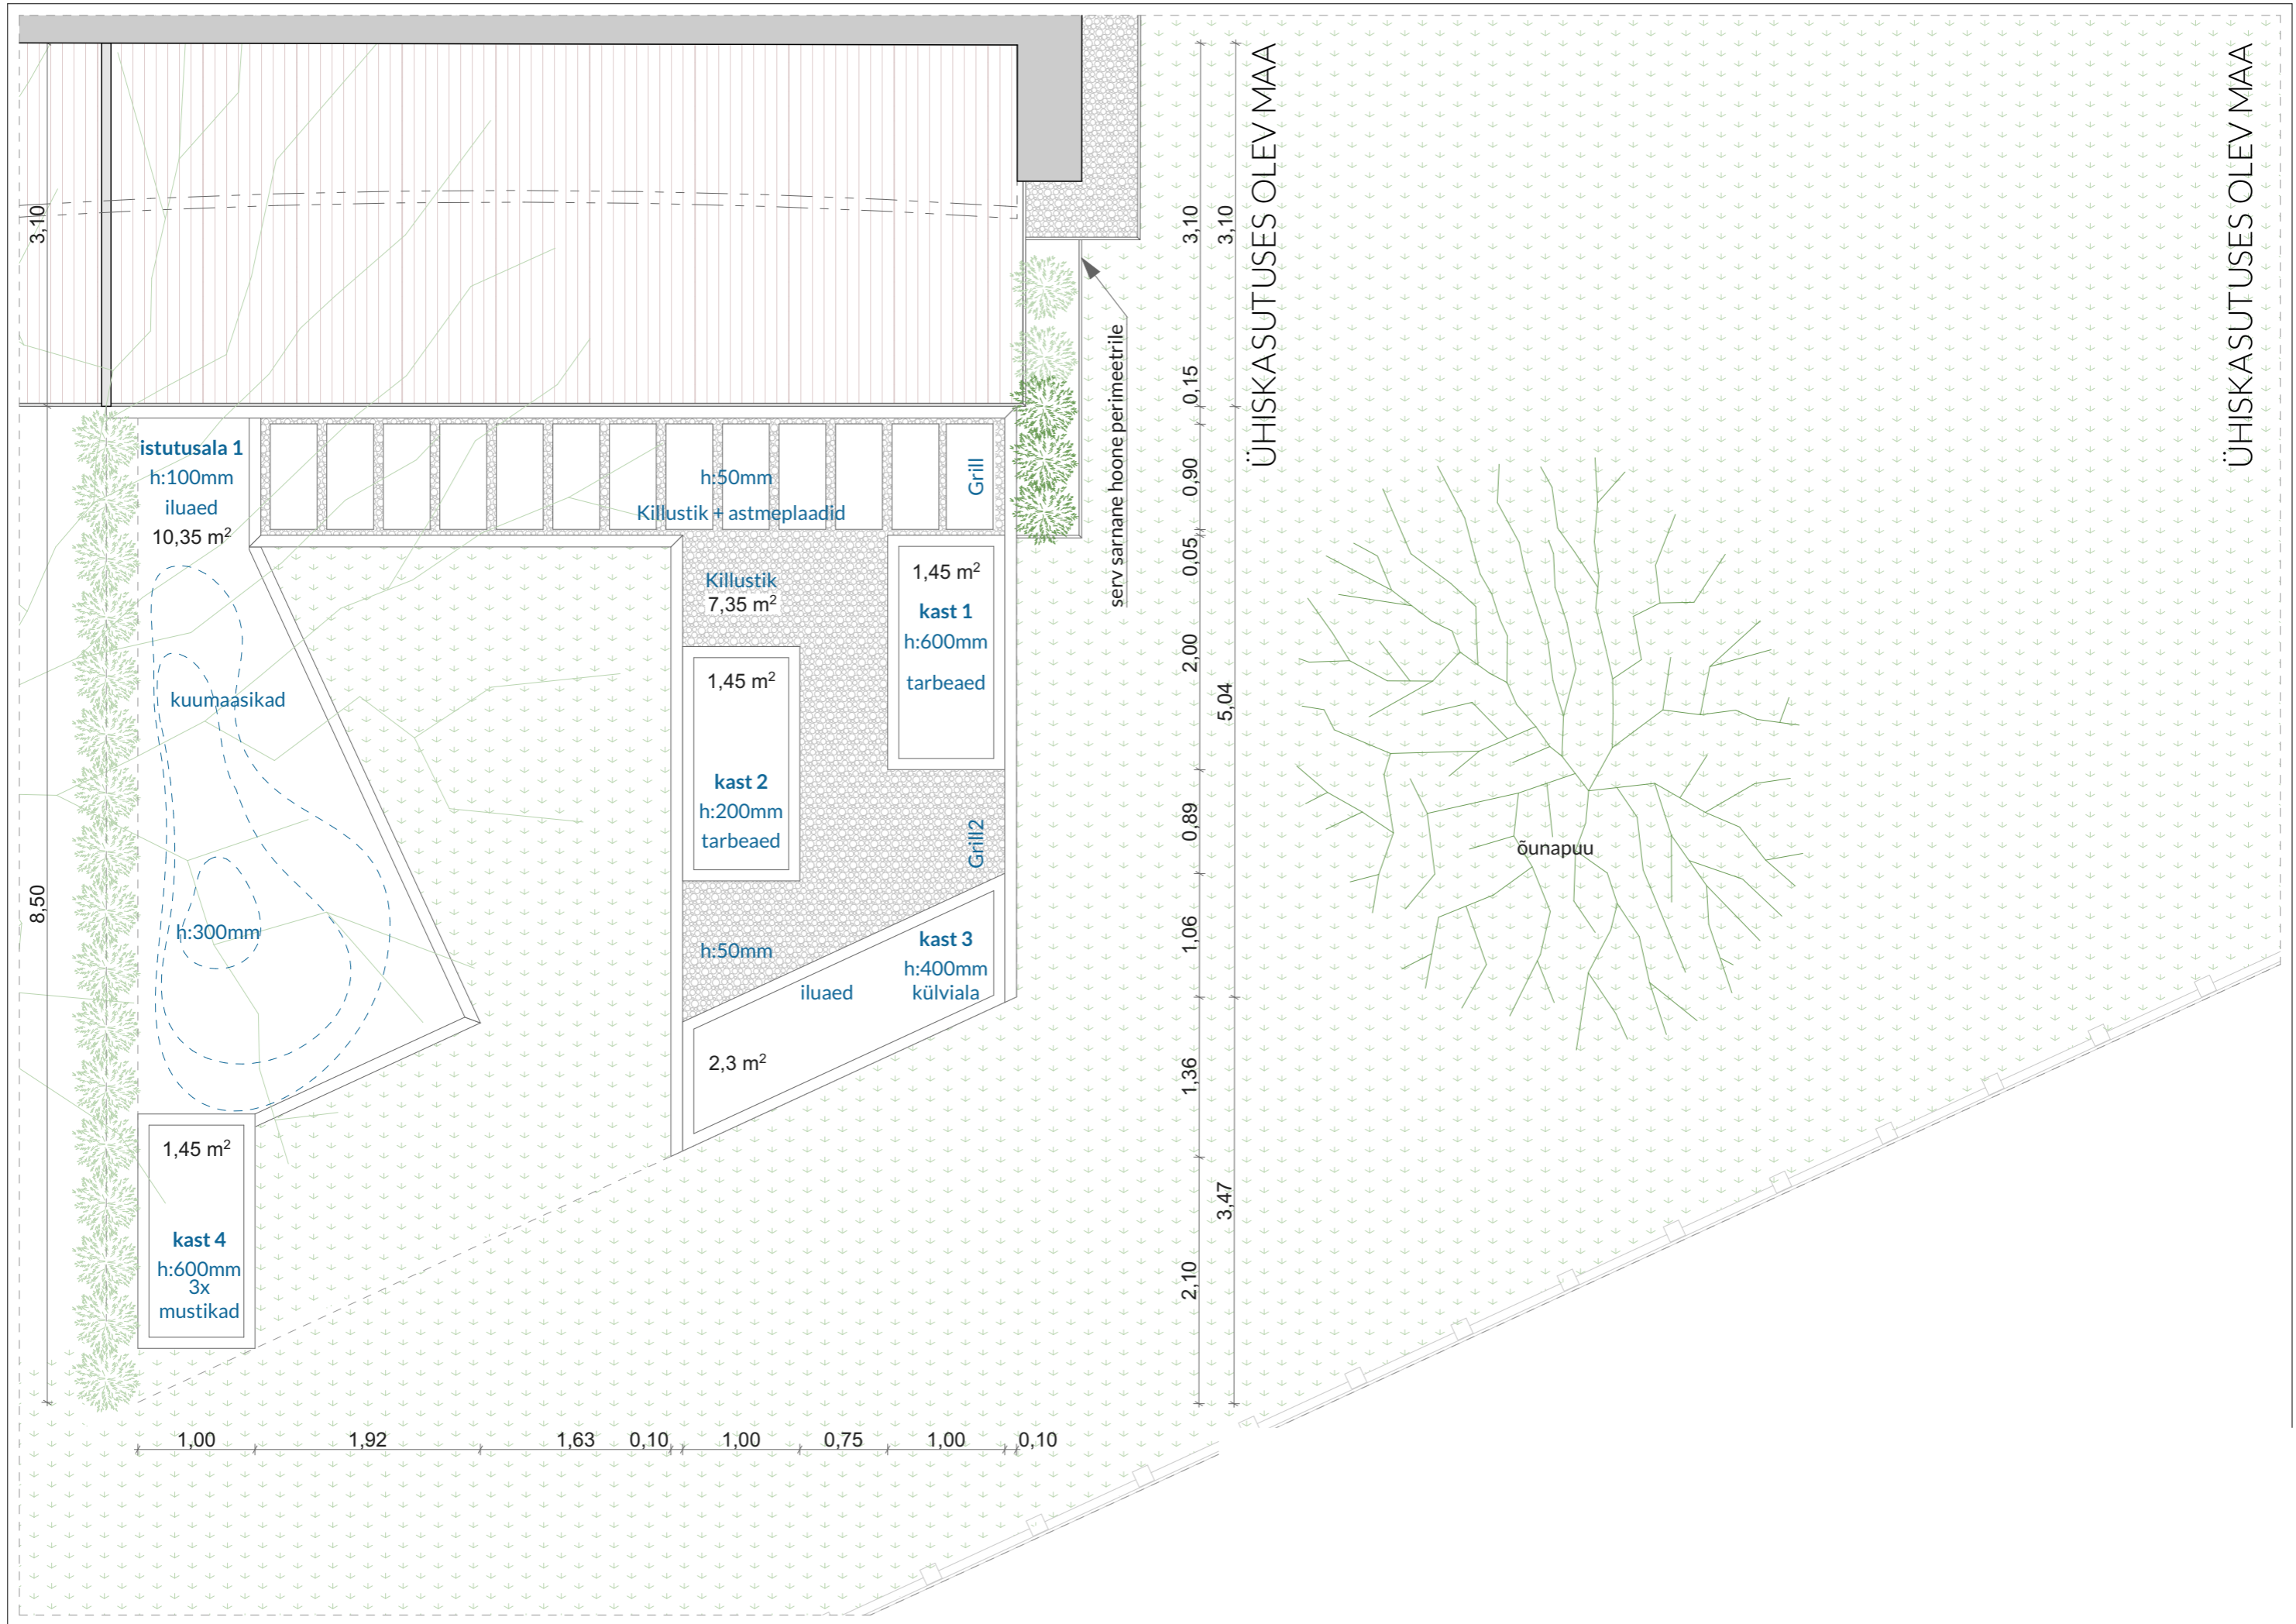 ÜHISKASUTUSES OLEV MAA
ÜHISKASUTUSES OLEV MAA
3,10
3,10
3,10
serv sarnane hoone perimeetrile
0,15
istutusala 1
h:100mm
iluaed
10,35 m²
h:50mm
Killustik + astmeplaadid
Grill
0,90
0,05
Killustik
7,35 m²
1,45 m²
kast 1
h:600mm
tarbeaed
2,00
5,04
kuumaasikad
1,45 m²
kast 2
h:200mm
tarbeaed
Grill2
0,89
õunapuu
8,50
h:300mm
h:50mm
kast 3
h:400mm
iluaed
külviala
1,06
2,3 m²
1,36
1,45 m²
kast 4
h:600mm
3x
mustikad
3,47
2,10
1,00
1,92
1,63
0,10
1,00
0,75
1,00
0,10